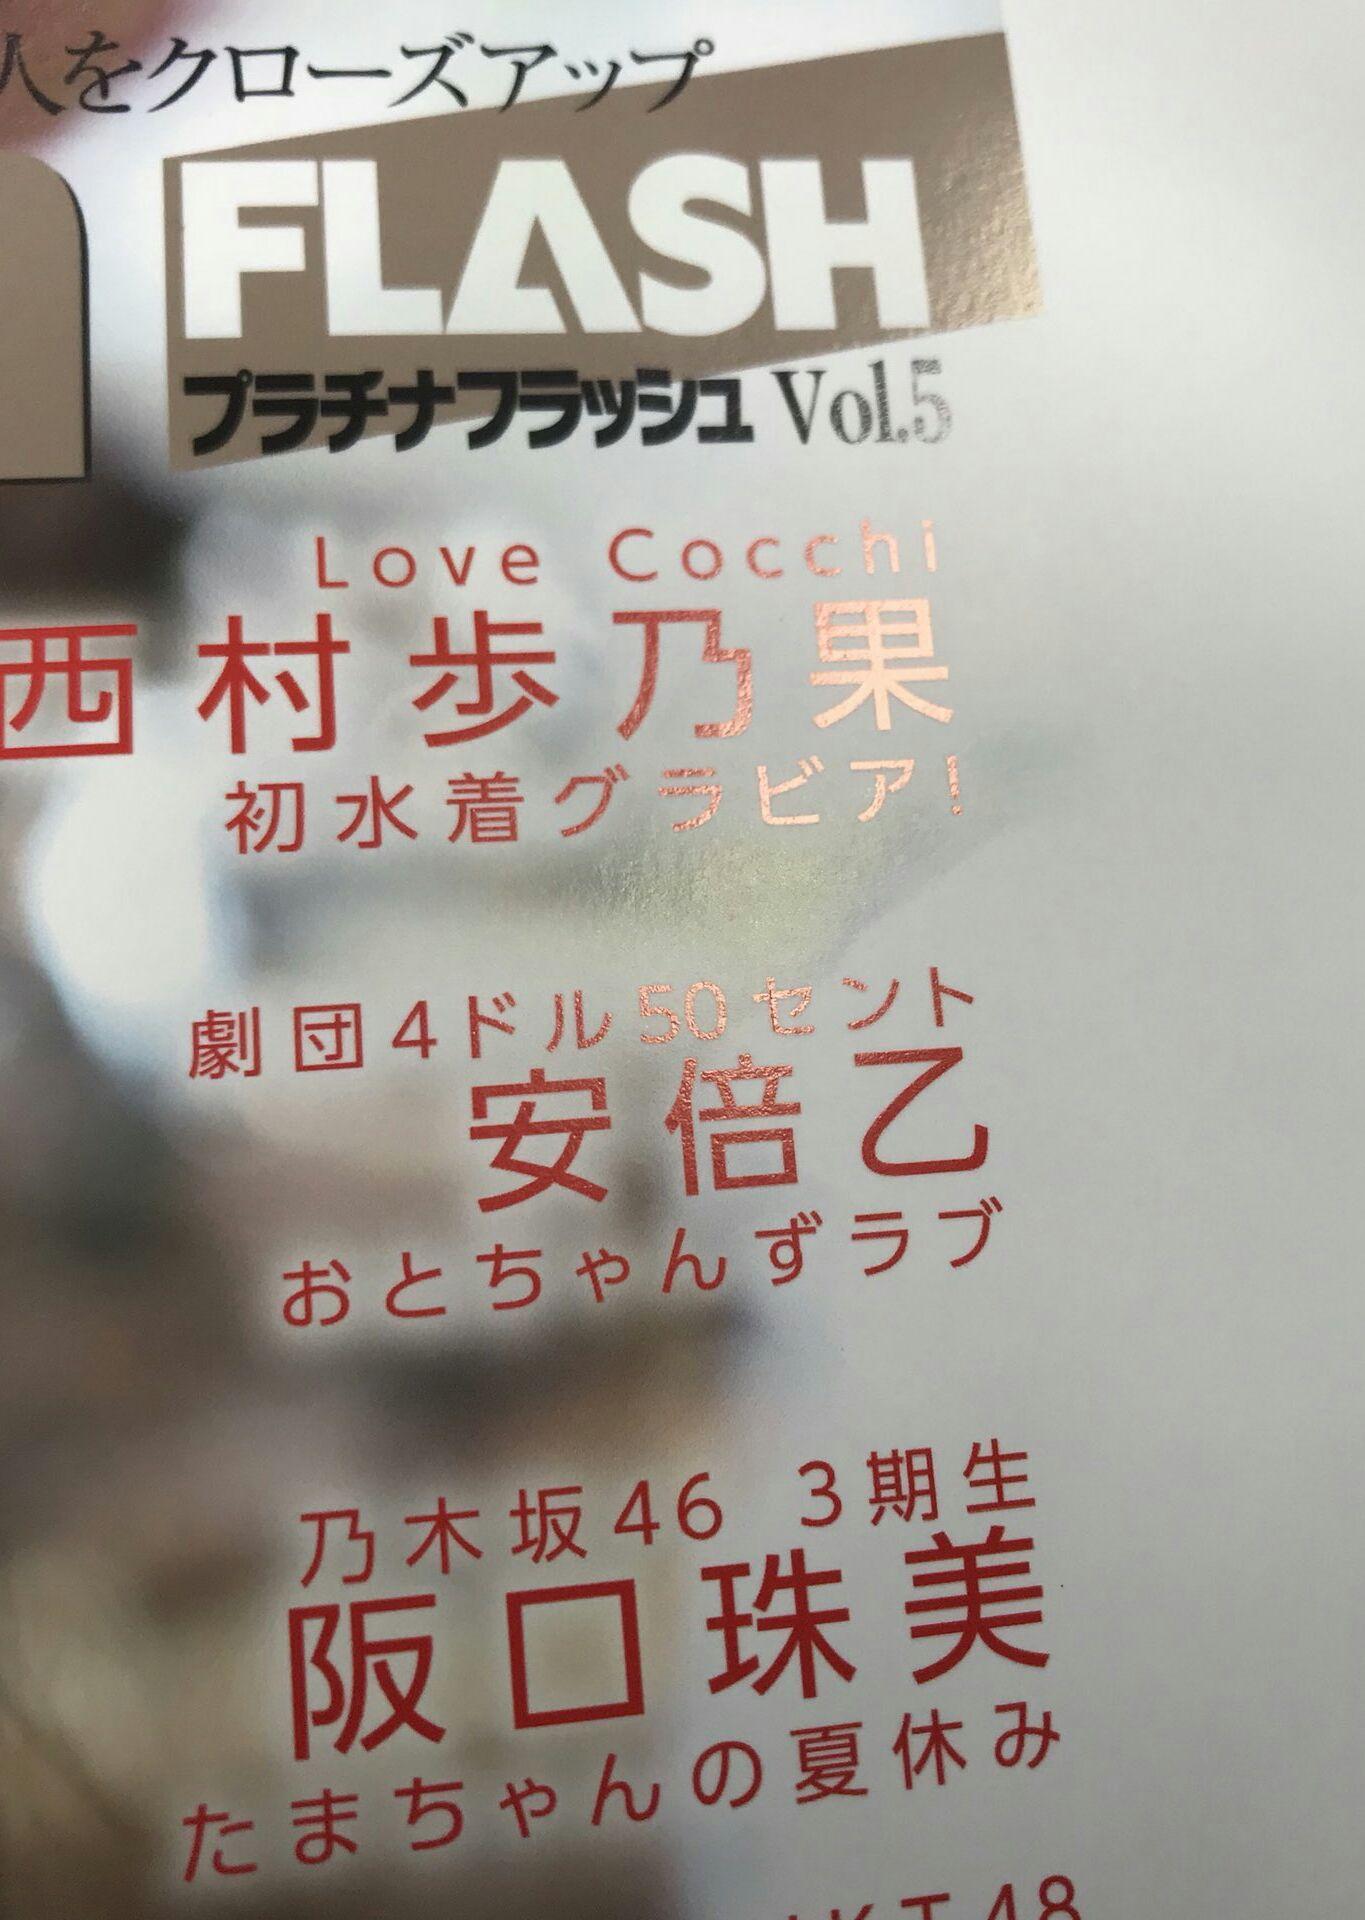 人をクローズアップ
FLASH
プラチナフラッシュ Vol.5
Love Cocchi
西村歩乃果
初水着グラビア!
劇団4ドル50セント
安倍乙
おとちゃんずラブ
乃木坂46 3期生
阪口珠美
たまちゃんの夏休み
KT48